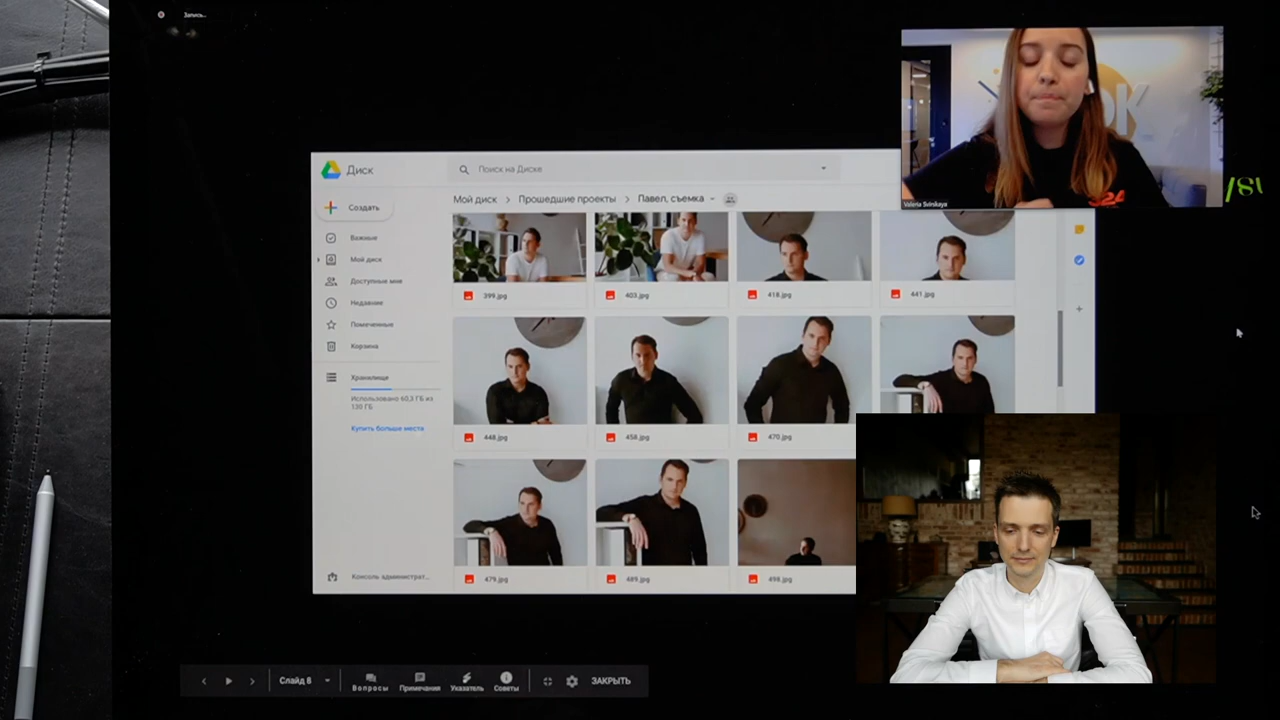 Запись...
Диск
Поиск на Диске
Создать
Мой диск
Прошедшие проекты
Павел, съемка
Важные
Мой диск
Доступные мне
Недавние
Помеченные
Корзина
Хранилище
Использовано 60,3 ГБ из
130 ГБ
Купить больше места
Консоль администрат...
399.jpg
403.jpg
418.jpg
441.jpg
448.jpg
458.jpg
470.jpg
479.jpg
489.jpg
498.jpg
Valeria Svirskaya
Слайд 8
Вопросы
Примечания
Указатель
Советы
ЗАКРЫТЬ